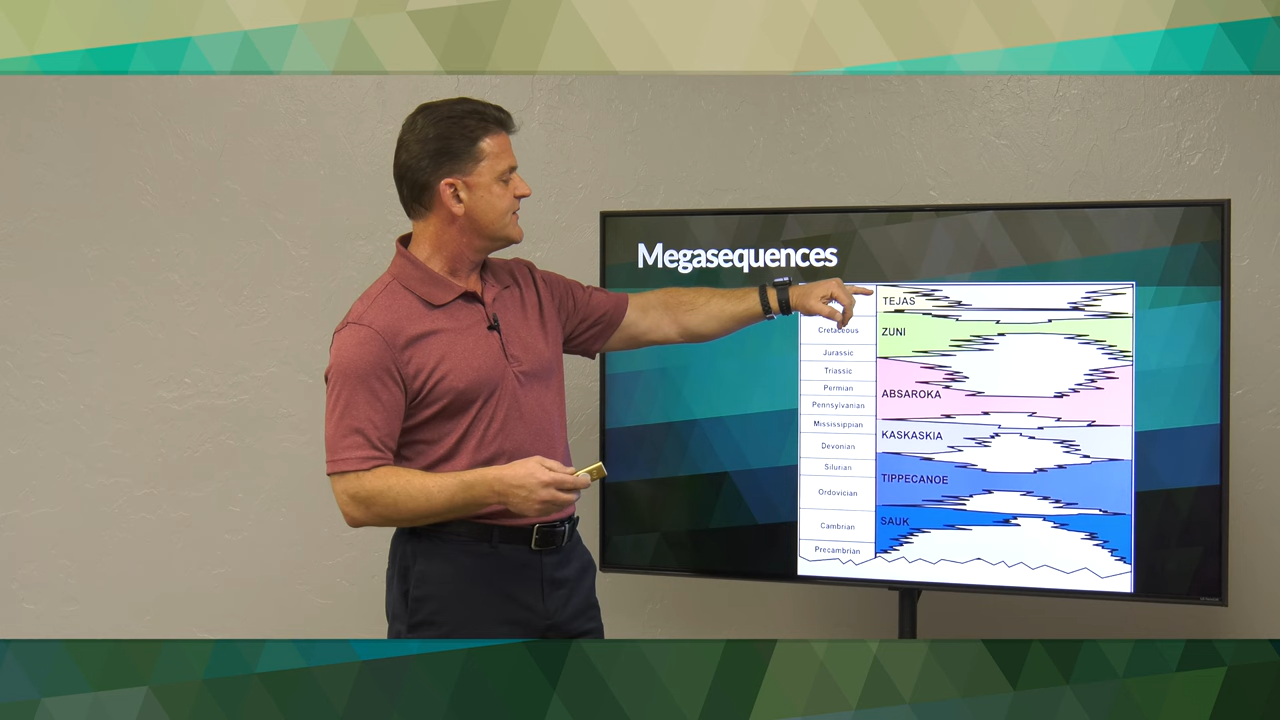 Megasequences
Cretaceous
Jurassic
Triassic
Permian
Pennsylvanian
Mississippian
Devonian
Silurian
Ordovician
Cambrian
Precambrian
TEJAS
ZUNI
ABSAROKA
KASKASKIA
TIPPECANOE
SAUK